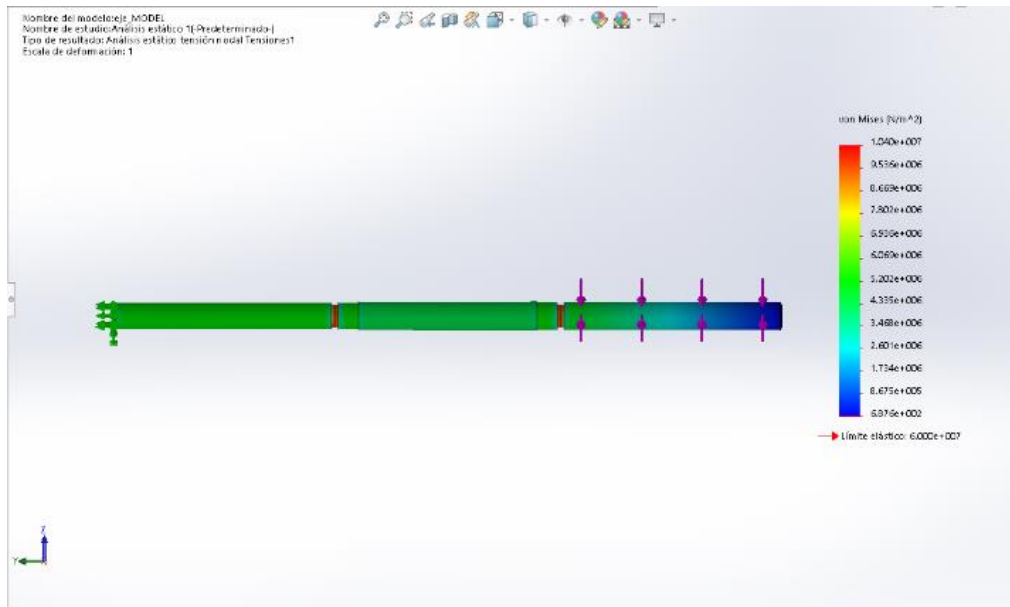 Nombre del modelo:eje_MODEL
Nombre de estudio:Análisis estático 1(-Predeterminado-)
Tipo de resultado: Análisis estático tensión nodal Tensiones1
Escala de deformación: 1
von Mises (N/m^2)
1.040e+007
9.536e+006
8.669e+006
7.802e+006
6.936e+006
6.069e+006
5.202e+006
4.335e+006
3.468e+006
2.601e+006
1.734e+006
8.675e+005
6.876e+002
Límite elástico: 6.000e+007
Z
Y